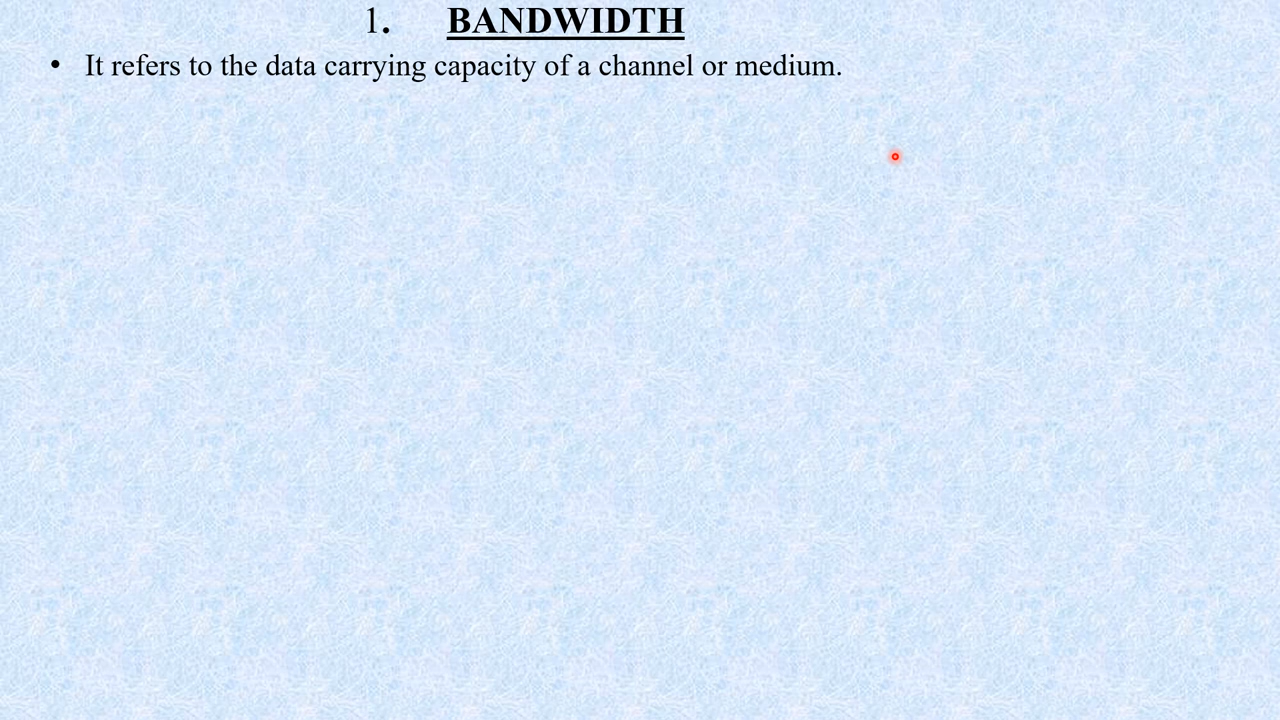 1. BANDWIDTH
• It refers to the data carrying capacity of a channel or medium.